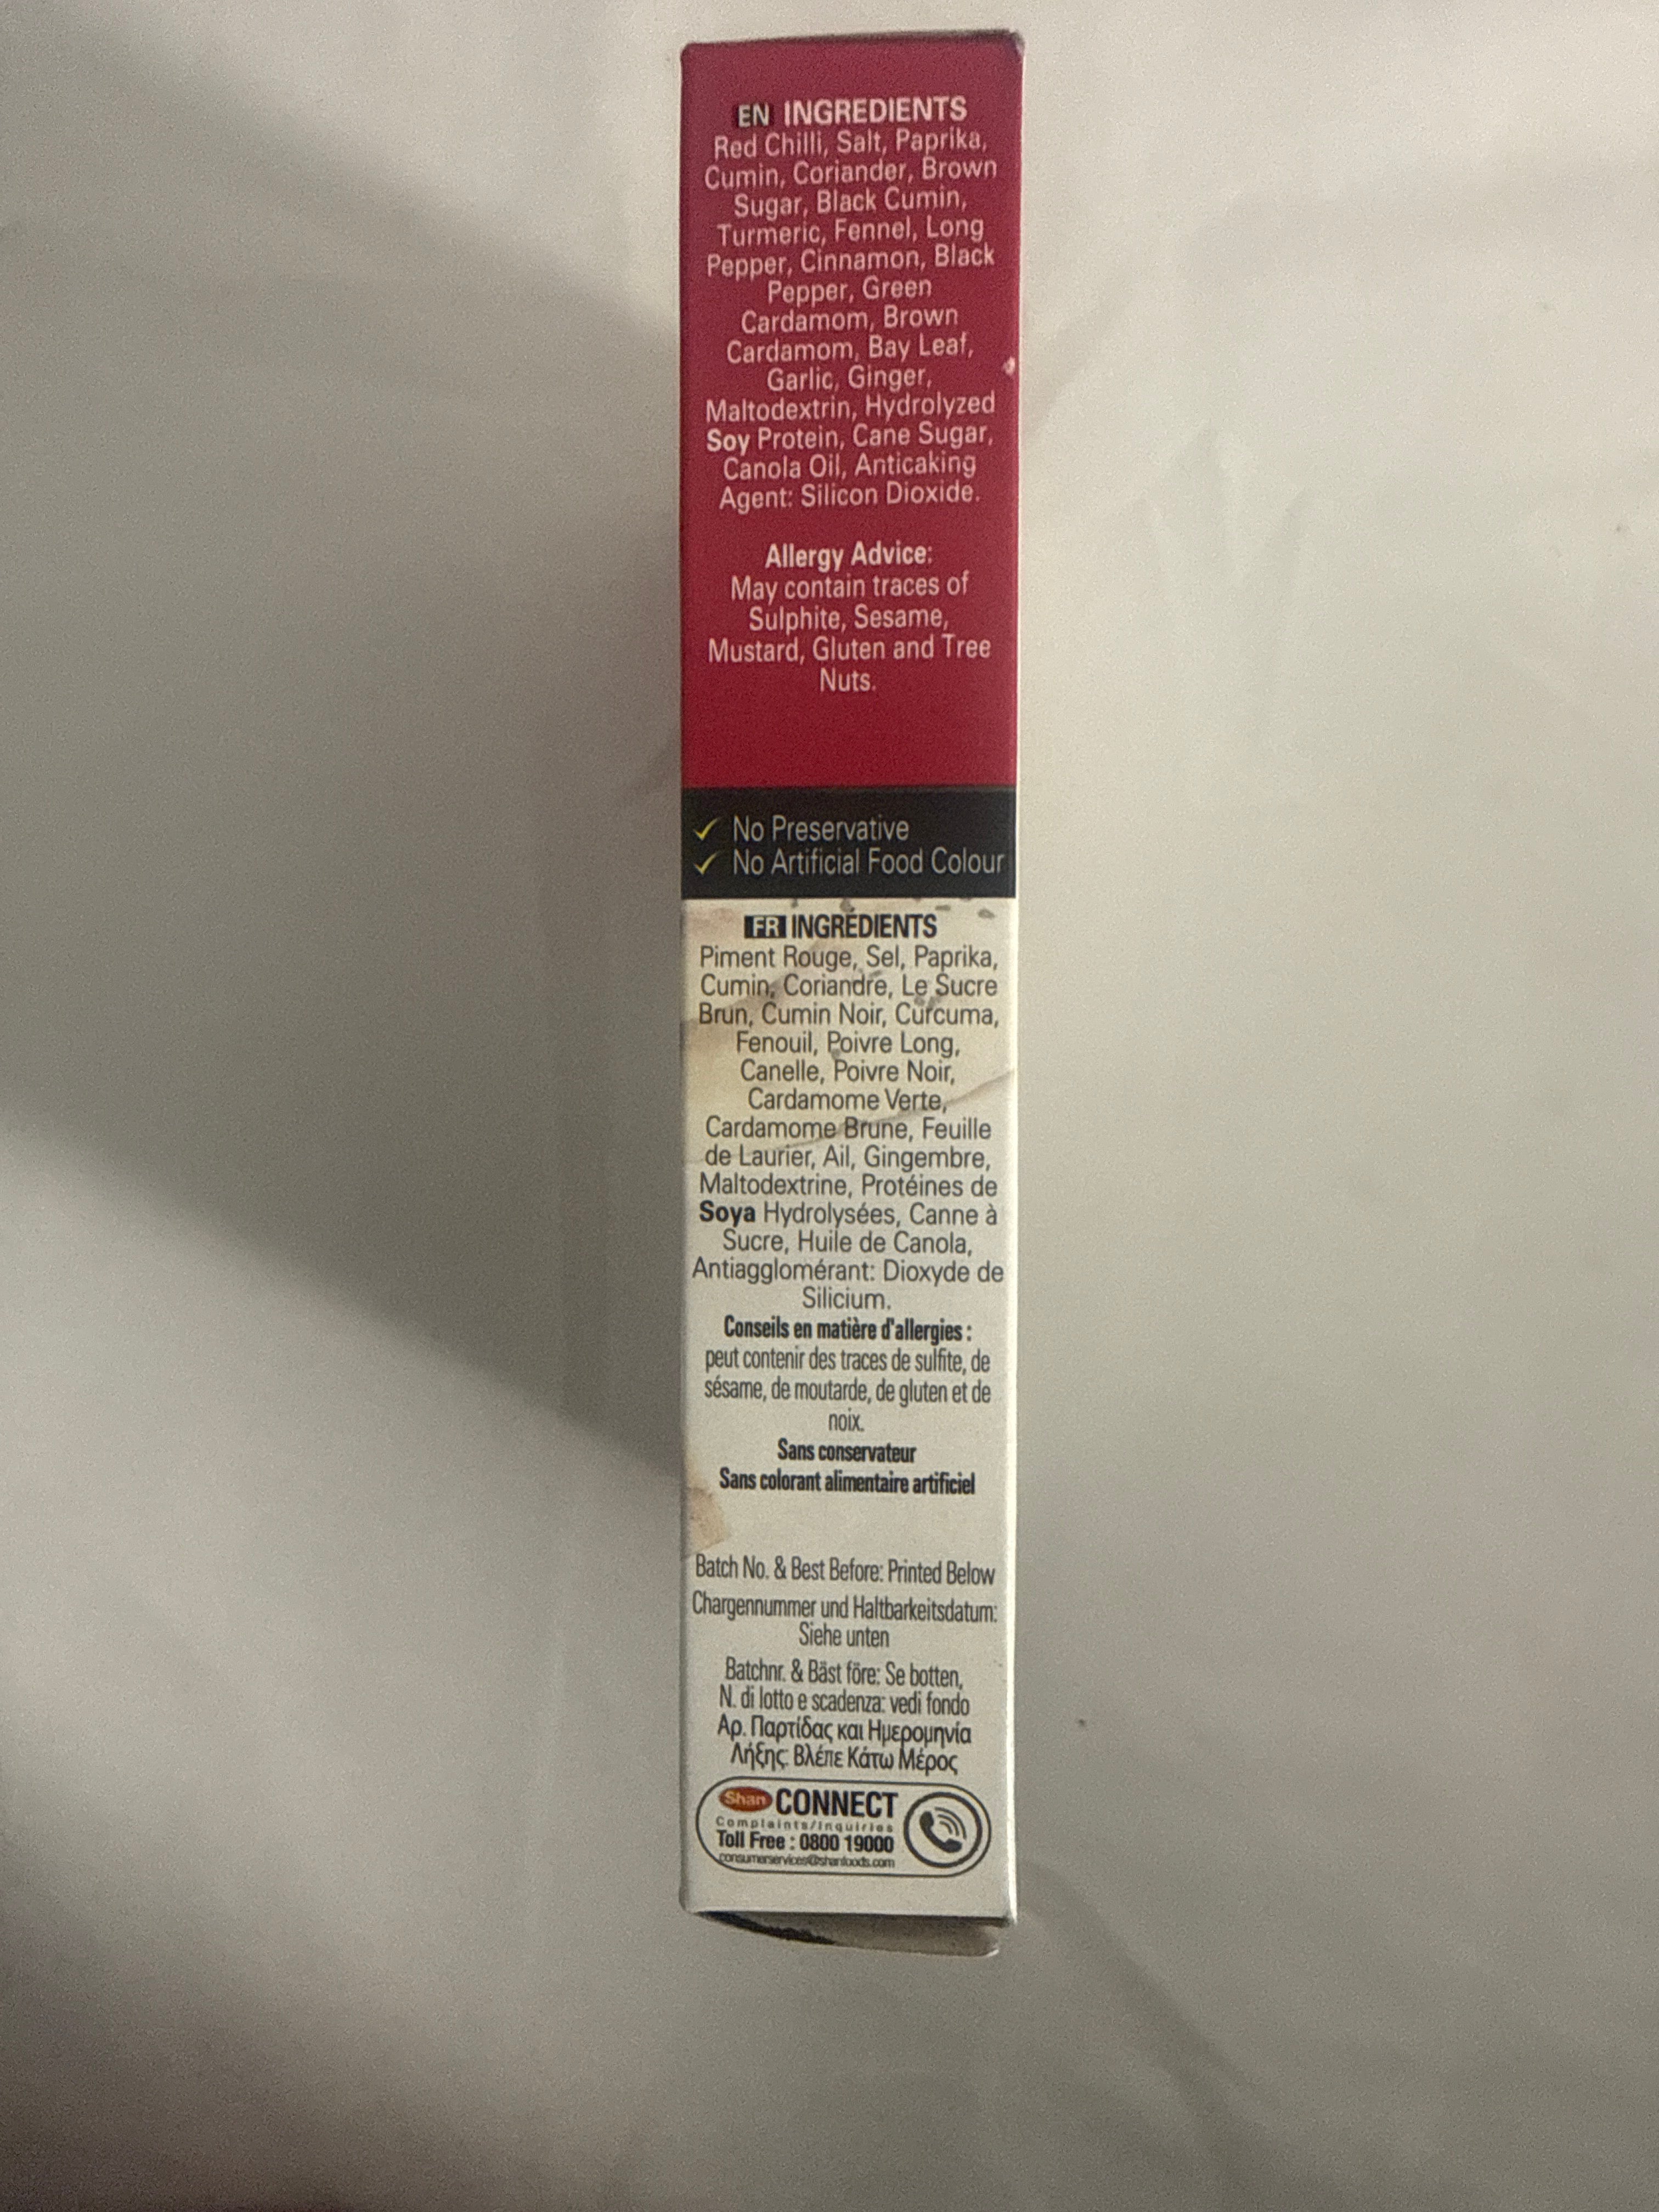 EN INGREDIENTS
Red Chilli, Salt, Paprika,
Cumin, Coriander, Brown
Sugar, Black Cumin,
Turmeric, Fennel, Long
Pepper, Cinnamon, Black
Pepper, Green
Cardamom, Brown
Cardamom, Bay Leaf,
Garlic, Ginger,
Maltodextrin, Hydrolyzed
Soy Protein, Cane Sugar,
Canola Oil, Anticaking
Agent: Silicon Dioxide.
Allergy Advice:
May contain traces of
Sulphite, Sesame,
Mustard, Gluten and Tree
Nuts.
✓ No Preservative
✓ No Artificial Food Colour
FR INGRÉDIENTS
Piment Rouge, Sel, Paprika,
Cumin, Coriandre, Le Sucre
Brun, Cumin Noir, Curcuma,
Fenouil, Poivre Long,
Canelle, Poivre Noir,
Cardamome Verte,
Cardamome Brune, Feuille
de Laurier, Ail, Gingembre,
Maltodextrine, Protéines de
Soya Hydrolysées, Canne à
Sucre, Huile de Canola,
Antiagglomérant: Dioxyde de
Silicium.
Conseils en matière d'allergies :
peut contenir des traces de sulfite, de
sésame, de moutarde, de gluten et de
noix.
Sans conservateur
Sans colorant alimentaire artificiel
Batch No. & Best Before: Printed Below
Chargennummer und Haltbarkeitsdatum:
Siehe unten
Batchnr. & Bäst före: Se botten,
N. di lotto e scadenza: vedi fondo
Αρ. Παρτίδας και Ημερομηνία
Λήξης: Βλέπε Κάτω Μέρος
Shan CONNECT
Complaints/Inquiries
Toll Free : 0800 19000
consumerservices@shanfoods.com